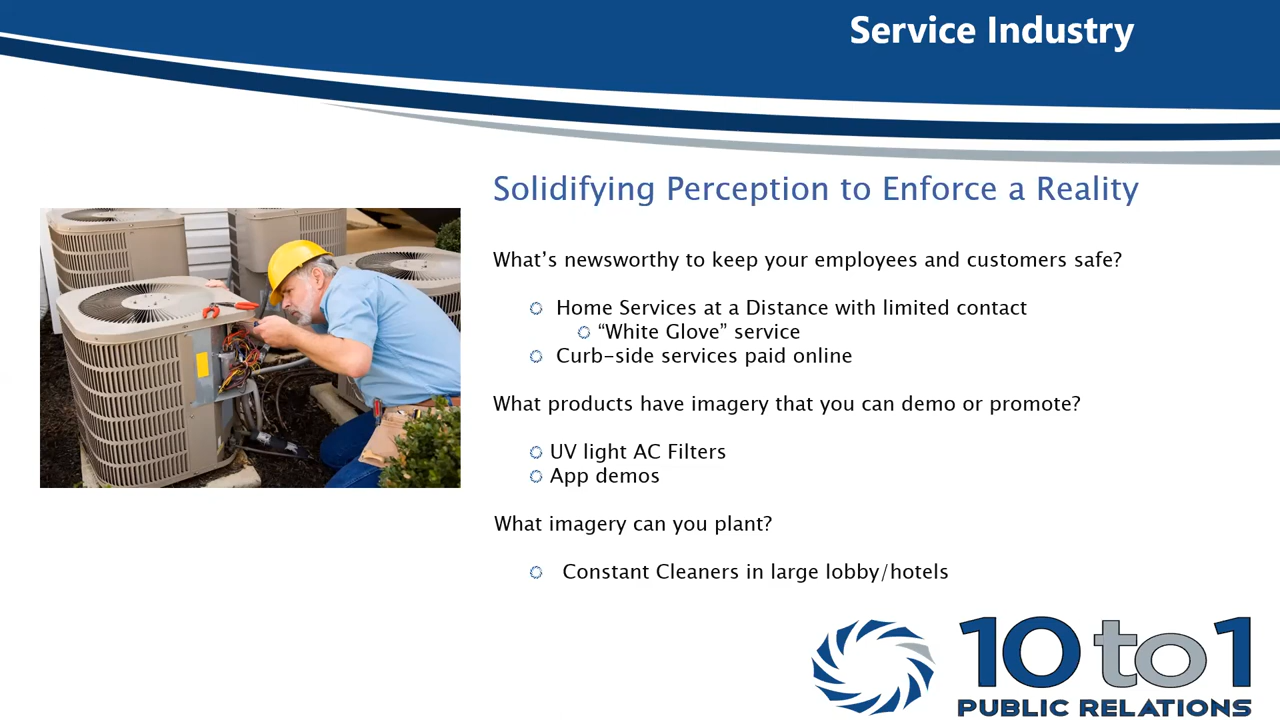 Service Industry
Solidifying Perception to Enforce a Reality
What's newsworthy to keep your employees and customers safe?
Home Services at a Distance with limited contact
“White Glove” service
Curb-side services paid online
What products have imagery that you can demo or promote?
UV light AC Filters
App demos
What imagery can you plant?
Constant Cleaners in large lobby/hotels
10to1
PUBLIC RELATIONS